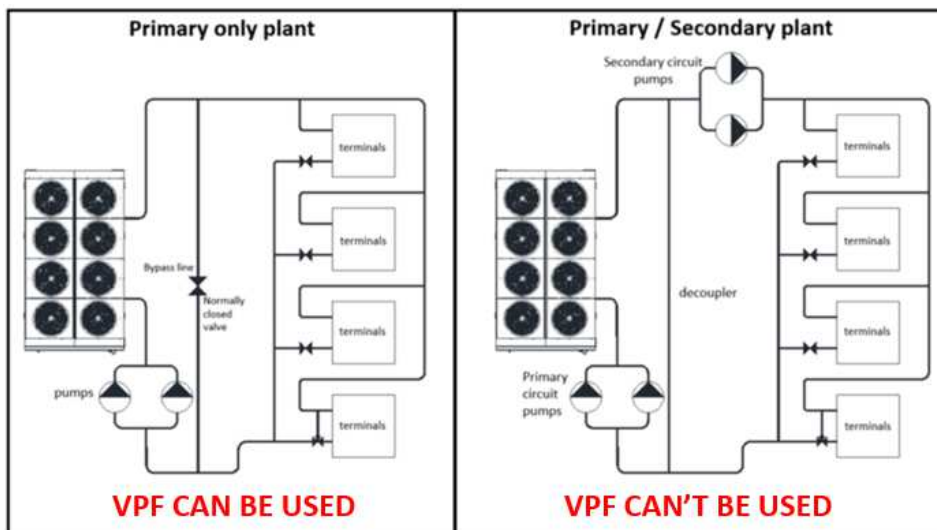 Primary only plant
terminals
terminals
Bypass line
Normally
closed
valve
terminals
pumps
terminals
VPF CAN BE USED
Primary / Secondary plant
Secondary circuit
pumps
terminals
terminals
decoupler
terminals
Primary
circuit
pumps
terminals
VPF CAN'T BE USED